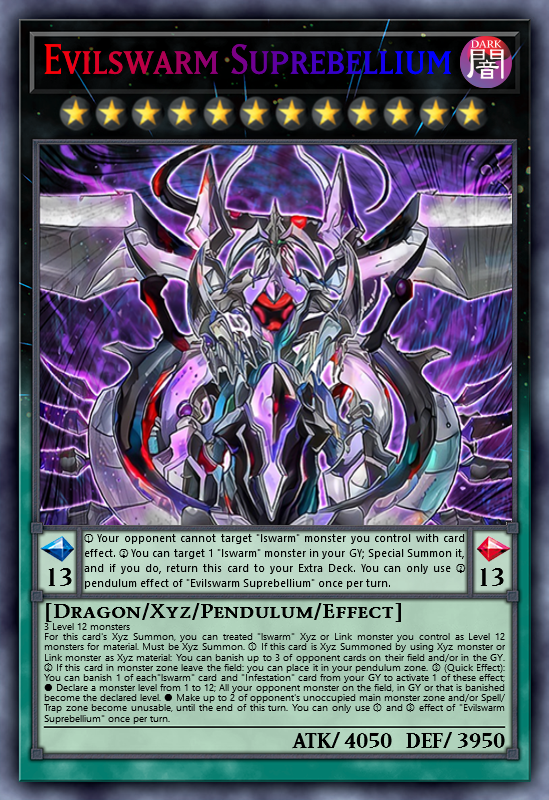 Evilswarm Suprebellium
DARK
闇
① Your opponent cannot target "lswarm" monster you control with card
effect. ② You can target 1 "lswarm" monster in your GY; Special Summon it,
and if you do, return this card to your Extra Deck. You can only use ②
pendulum effect of "Evilswarm Suprebellium" once per turn.
13
13
[Dragon/Xyz/Pendulum/Effect]
3 Level 12 monsters
For this card's Xyz Summon, you can treated "lswarm" Xyz or Link monster you control as Level 12
monsters for material. Must be Xyz Summon. ① If this card is Xyz Summoned by using Xyz monster or
Link monster as Xyz material: You can banish up to 3 of opponent cards on their field and/or in the GY.
② If this card in monster zone leave the field: you can place it in your pendulum zone. ③ (Quick Effect):
You can banish 1 of each"lswarm" card and "Infestation" card from your GY to activate 1 of these effect;
● Declare a monster level from 1 to 12; All your opponent monster on the field, in GY or that is banished
become the declared level. ● Make up to 2 of opponent's unoccupied main monster zone and/or Spell/
Trap zone become unusable, until the end of this turn. You can only use ① and ③ effect of "Evilswarm
Suprebellium" once per turn.
ATK/ 4050 DEF/ 3950